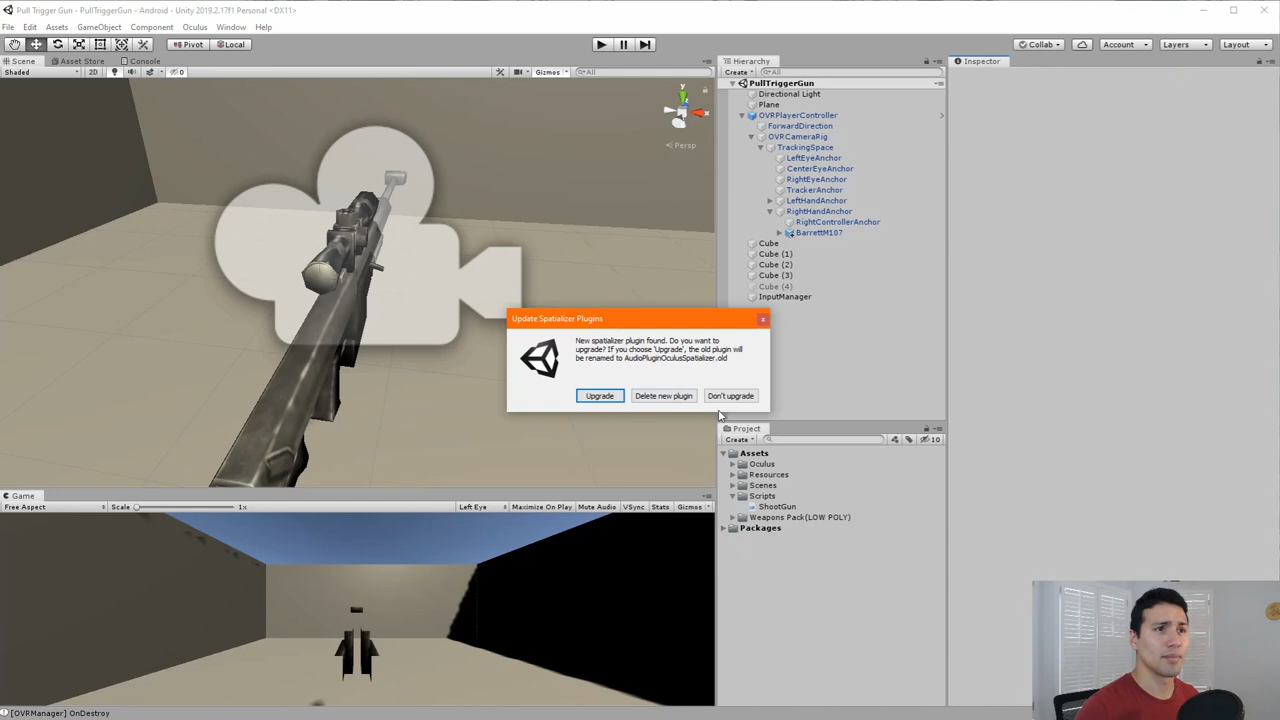 Pull Trigger Gun - PullTriggerGun - Android - Unity 2019.2.17f1 Personal <DX11>
File Edit Assets GameObject Component Oculus Window Help
Pivot Local Collab Account Layers Layout
Scene Asset Store Console
Shaded 2D 0 Gizmos All
y
x
Persp
Hierarchy
Create All
PullTriggerGun
Directional Light
Plane
OVRPlayerController
ForwardDirection
OVRCameraRig
TrackingSpace
LeftEyeAnchor
CenterEyeAnchor
RightEyeAnchor
TrackerAnchor
LeftHandAnchor
RightHandAnchor
RightControllerAnchor
BarrettM107
Cube
Cube (1)
Cube (2)
Cube (3)
Cube (4)
InputManager
Inspector
Update Spatializer Plugins
New spatializer plugin found. Do you want to
upgrade? If you choose 'Upgrade', the old plugin will
be renamed to AudioPluginOculusSpatializer.old
Upgrade Delete new plugin Don't upgrade
Project
Create 10
Assets
Oculus
Resources
Scenes
Scripts
ShootGun
Weapons Pack(LOW POLY)
Packages
Game
Free Aspect Scale 1x Left Eye Maximize On Play Mute Audio VSync Stats Gizmos
[OVRManager] OnDestroy